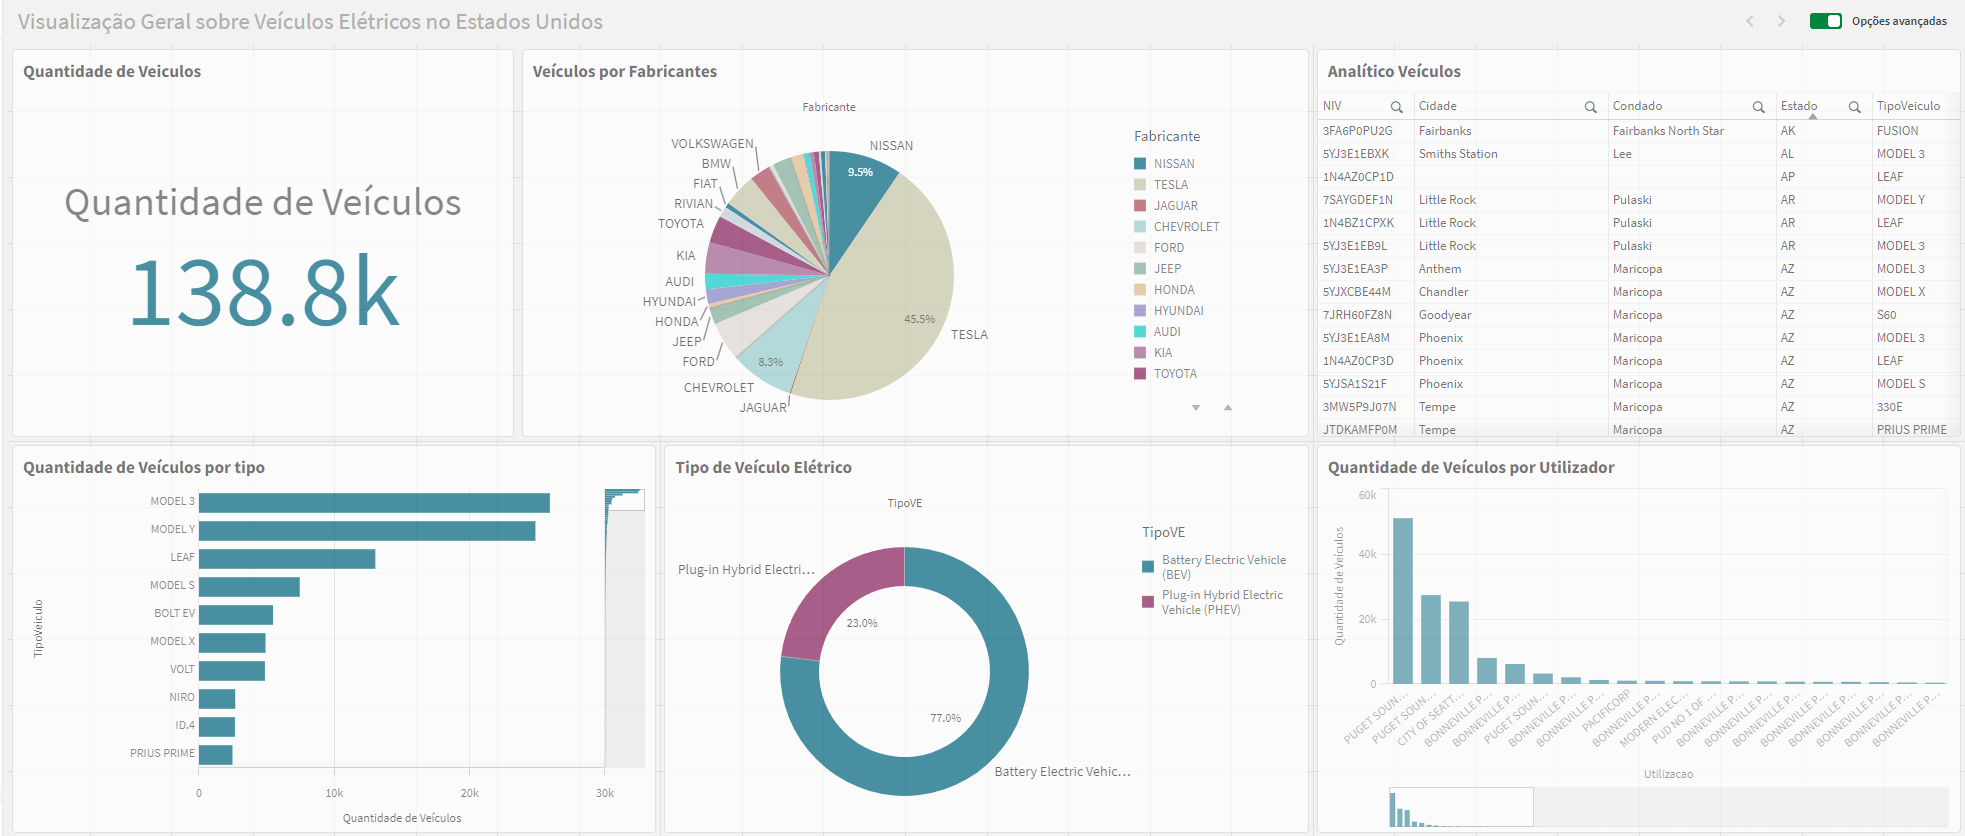 Visualização Geral sobre Veículos Elétricos no Estados Unidos
Opções avançadas
Quantidade de Veiculos
Quantidade de Veículos
138.8k
Veículos por Fabricantes
Fabricante
VOLKSWAGEN
NISSAN
BMW
9.5%
FIAT
RIVIAN
TOYOTA
KIA
AUDI
HYUNDAI
HONDA
45.5%
TESLA
JEEP
FORD
8.3%
CHEVROLET
JAGUAR
Fabricante
NISSAN
TESLA
JAGUAR
CHEVROLET
FORD
JEEP
HONDA
HYUNDAI
AUDI
KIA
TOYOTA
Analítico Veículos
NIV Cidade Condado Estado TipoVeiculo
3FA6P0PU2G Fairbanks Fairbanks North Star AK FUSION
5YJ3E1EBXK Smiths Station Lee AL MODEL 3
1N4AZ0CP1D AP LEAF
7SAYGDEF1N Little Rock Pulaski AR MODEL Y
1N4BZ1CPXK Little Rock Pulaski AR LEAF
5YJ3E1EB9L Little Rock Pulaski AR MODEL 3
5YJ3E1EA3P Anthem Maricopa AZ MODEL 3
5YJXCBE44M Chandler Maricopa AZ MODEL X
7JRH60FZ8N Goodyear Maricopa AZ S60
5YJ3E1EA8M Phoenix Maricopa AZ MODEL 3
1N4AZ0CP3D Phoenix Maricopa AZ LEAF
5YJSA1S21F Phoenix Maricopa AZ MODEL S
3MW5P9J07N Tempe Maricopa AZ 330E
JTDKAMFP0M Tempe Maricopa AZ PRIUS PRIME
Quantidade de Veículos por tipo
TipoVeiculo
MODEL 3
MODEL Y
LEAF
MODEL S
BOLT EV
MODEL X
VOLT
NIRO
ID.4
PRIUS PRIME
0 10k 20k 30k
Quantidade de Veículos
Tipo de Veículo Elétrico
TipoVE
Plug-in Hybrid Electri...
23.0%
77.0%
Battery Electric Vehic...
TipoVE
Battery Electric Vehicle
(BEV)
Plug-in Hybrid Electric
Vehicle (PHEV)
Quantidade de Veículos por Utilizador
Quantidade de Veículos
60k
40k
20k
0
PUGET SOUN...
PUGET SOUN...
CITY OF SEATT...
BONNEVILLE P...
BONNEVILLE P...
PUGET SOUN...
BONNEVILLE P...
BONNEVILLE P...
PACIFICORP
BONNEVILLE P...
MODERN ELEC...
PUD NO 1 OF ...
BONNEVILLE P...
BONNEVILLE P...
BONNEVILLE P...
BONNEVILLE P...
BONNEVILLE P...
BONNEVILLE P...
BONNEVILLE P...
BONNEVILLE P...
Utilizacao